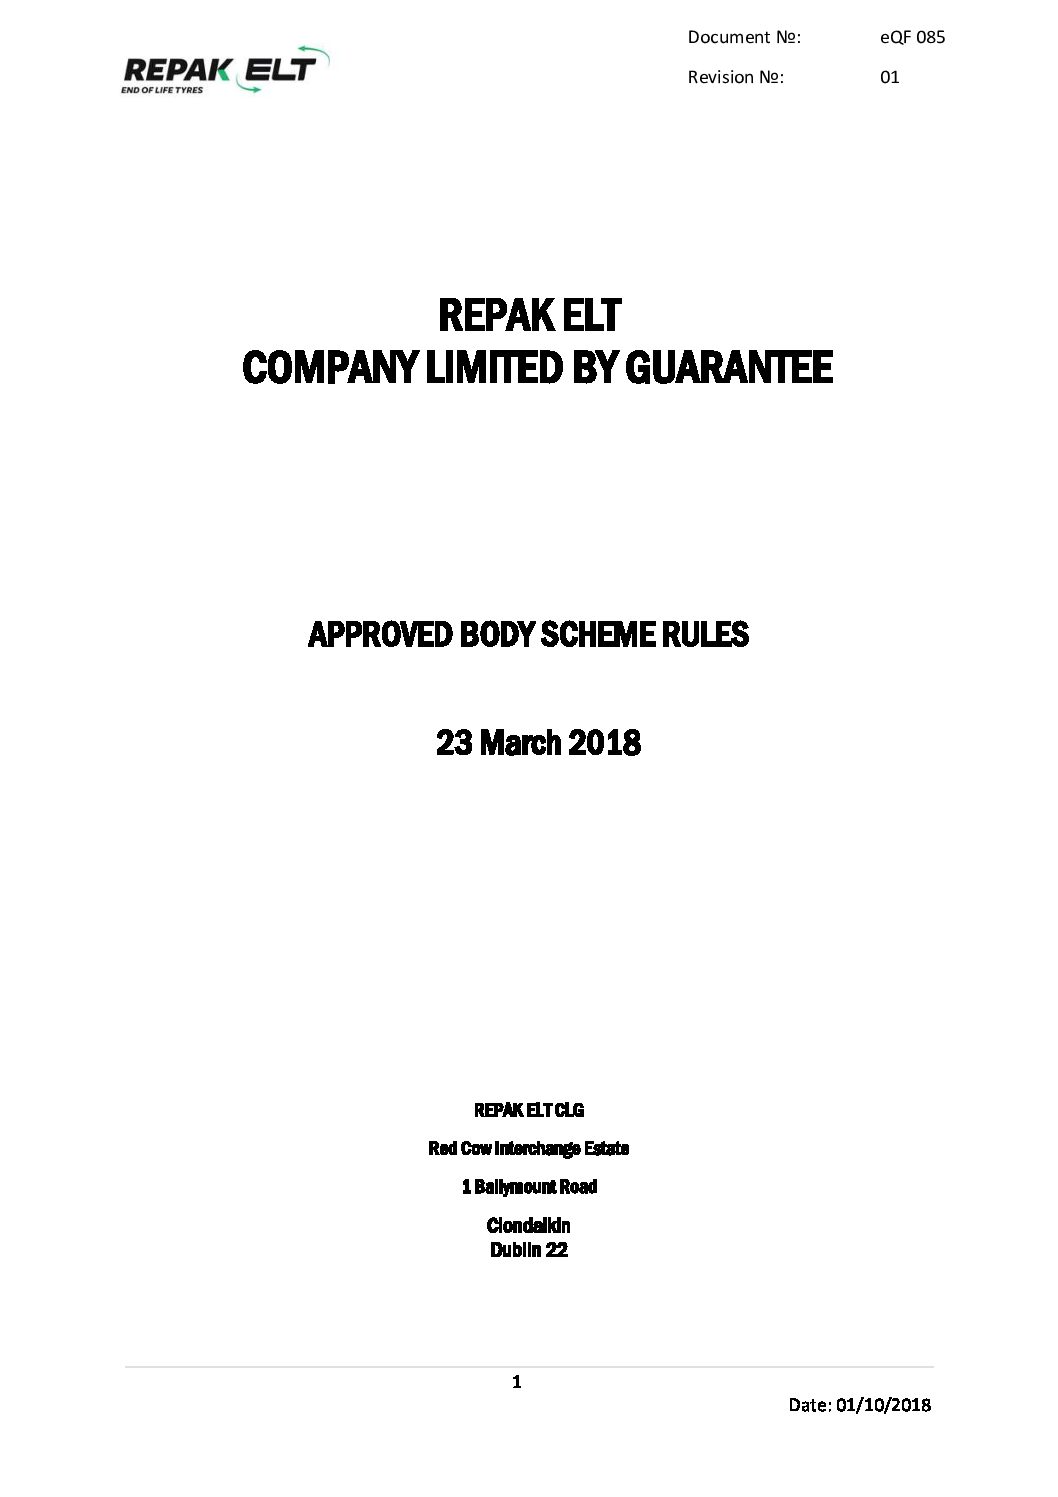 REPAK ELT
END OF LIFE TYRES
Document №: eQF 085
Revision №: 01
REPAK ELT
COMPANY LIMITED BY GUARANTEE
APPROVED BODY SCHEME RULES
23 March 2018
REPAK ELT CLG
Red Cow Interchange Estate
1 Ballymount Road
Clondalkin
Dublin 22
1
Date: 01/10/2018